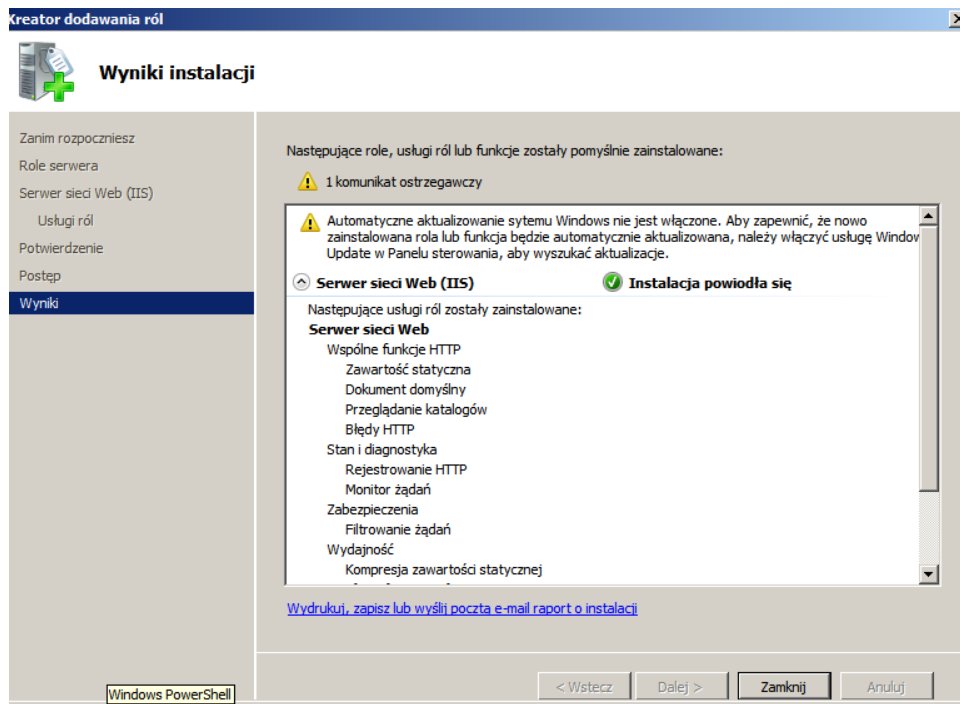 Kreator dodawania ról
Wyniki instalacji
Zanim rozpoczniesz
Role serwera
Serwer sieci Web (IIS)
Usługi ról
Potwierdzenie
Postęp
Wyniki
Następujące role, usługi ról lub funkcje zostały pomyślnie zainstalowane:
1 komunikat ostrzegawczy
Automatyczne aktualizowanie sytemu Windows nie jest włączone. Aby zapewnić, że nowo
zainstalowana rola lub funkcja będzie automatycznie aktualizowana, należy włączyć usługę Window
Update w Panelu sterowania, aby wyszukać aktualizacje.
Serwer sieci Web (IIS) Instalacja powiodła się
Następujące usługi ról zostały zainstalowane:
Serwer sieci Web
Wspólne funkcje HTTP
Zawartość statyczna
Dokument domyślny
Przeglądanie katalogów
Błędy HTTP
Stan i diagnostyka
Rejestrowanie HTTP
Monitor żądań
Zabezpieczenia
Filtrowanie żądań
Wydajność
Kompresja zawartości statycznej
Wydrukuj, zapisz lub wyślij poczta e-mail raport o instalacji
< Wstecz Dalej > Zamknij Anuluj
Windows PowerShell